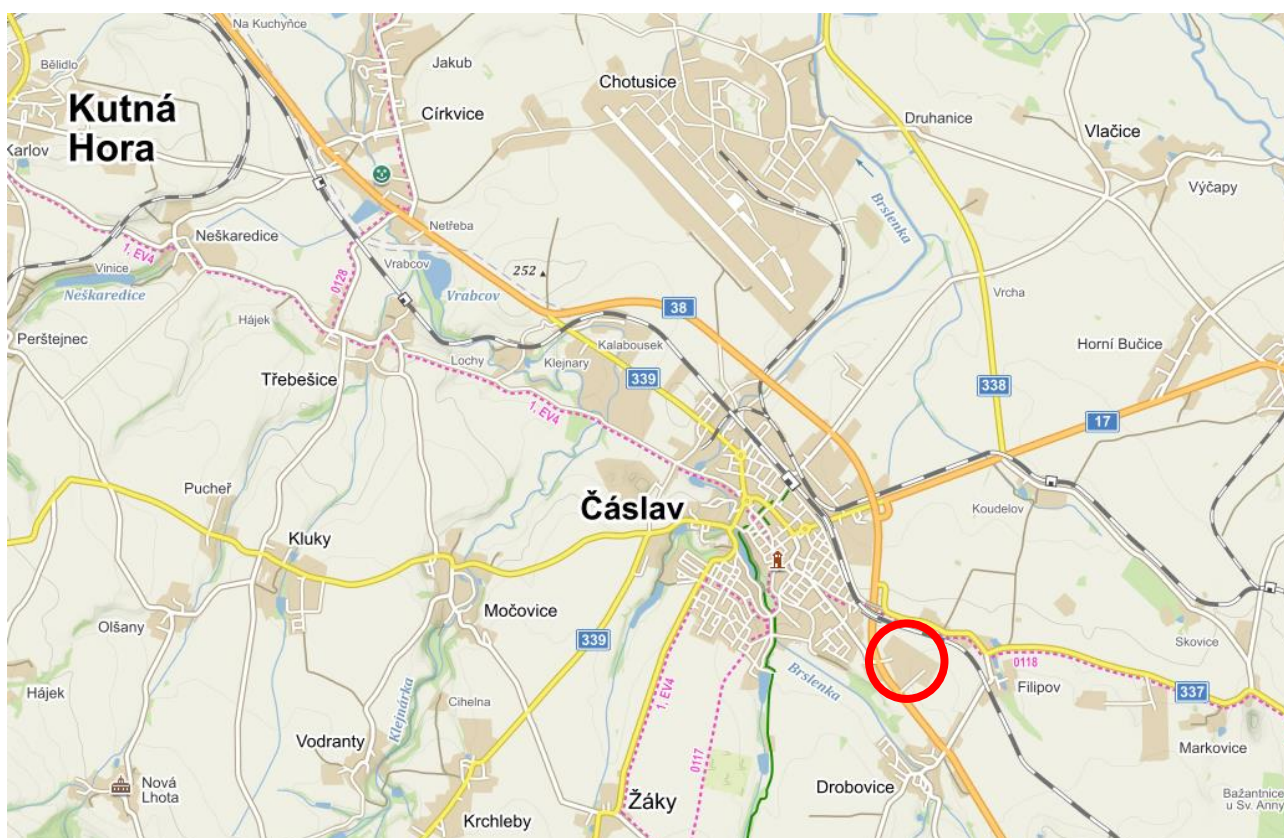 Na Kuchyňce
Bělidlo
Jakub
Chotusice
Kutná
Hora
Církvice
Druhanice
Vlačice
Karlov
Výčapy
Brslenka
Neškaredice
Netřeba
1, EV4
Vinice
Neškaredice
0128
Vrabcov
252
Vrabcov
38
Vrcha
Hájek
Perštejnec
Kalabousek
Horní Bučice
Lochy
Klejnary
Třebešice
339
338
1, EV4
17
Pucheř
Čáslav
Koudelov
Kluky
Močovice
Olšany
339
Skovice
Brslenka
0118
Filipov
337
Hájek
Klejnárka
Cihelna
1, EV4
Vodranty
0117
Markovice
Nová
Lhota
Žáky
Drobovice
Bažantnice
u Sv. Anny
Krchleby